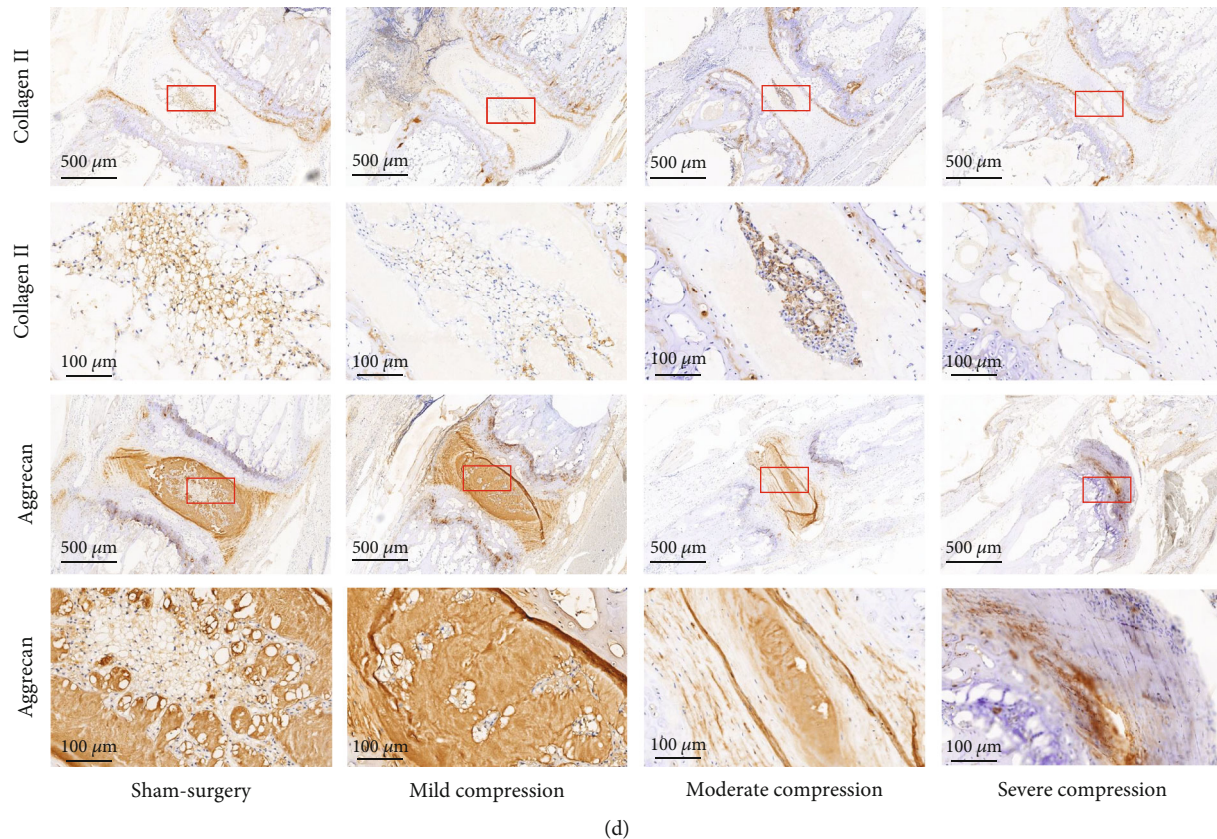 Collagen II
500 µm
500 µm
500 µm
500 µm
Collagen II
100 µm
100 µm
100 µm
100 µm
Aggrecan
500 µm
500 µm
500 µm
500 µm
Aggrecan
100 µm
100 µm
100 µm
100 µm
Sham-surgery
Mild compression
Moderate compression
Severe compression
(d)